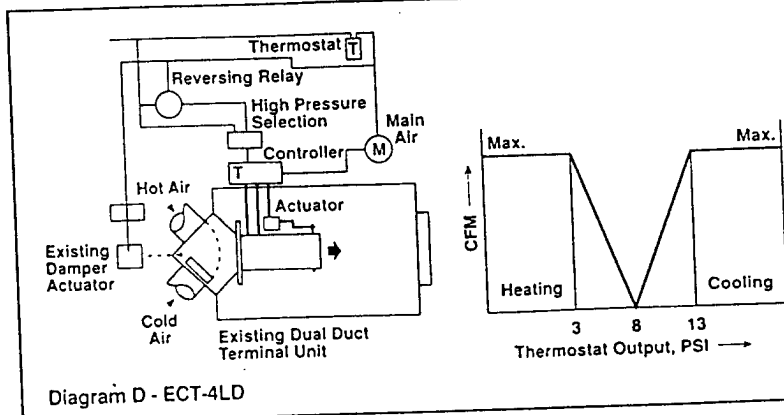 Thermostat T
Reversing Relay
High Pressure
Selection
Main
Air
Controller
M
T
Hot Air
Actuator
Existing
Damper
Actuator
Cold
Air
Existing Dual Duct
Terminal Unit
Max.
Max.
CFM
Heating
Cooling
3 8 13
Thermostat Output, PSI
Diagram D - ECT-4LD